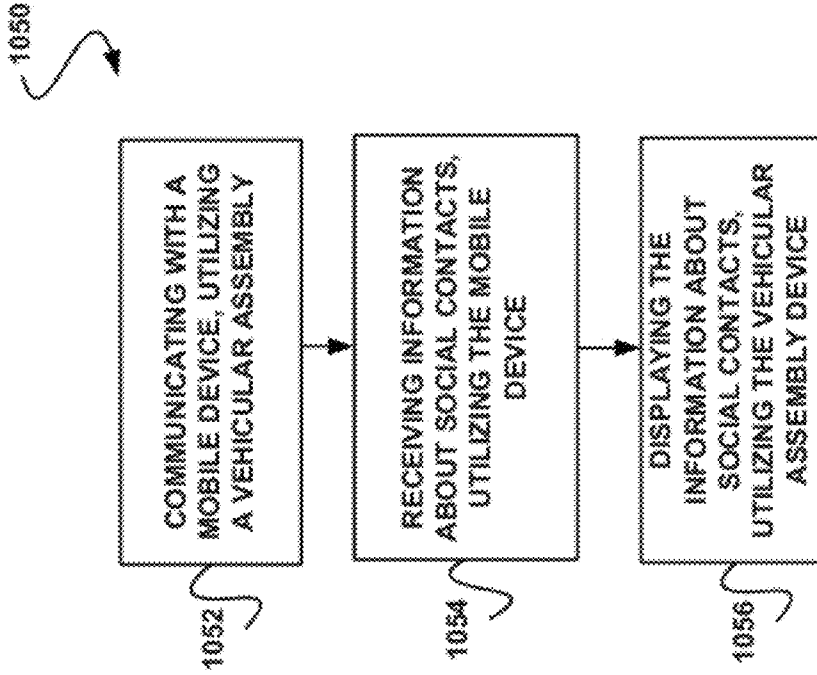 1050
COMMUNICATING WITH A
MOBILE DEVICE, UTILIZING
A VEHICULAR ASSEMBLY
1052
RECEIVING INFORMATION
ABOUT SOCIAL CONTACTS,
UTILIZING THE MOBILE
DEVICE
1054
DISPLAYING THE
INFORMATION ABOUT
SOCIAL CONTACTS,
UTILIZING THE VEHICULAR
ASSEMBLY DEVICE
1056